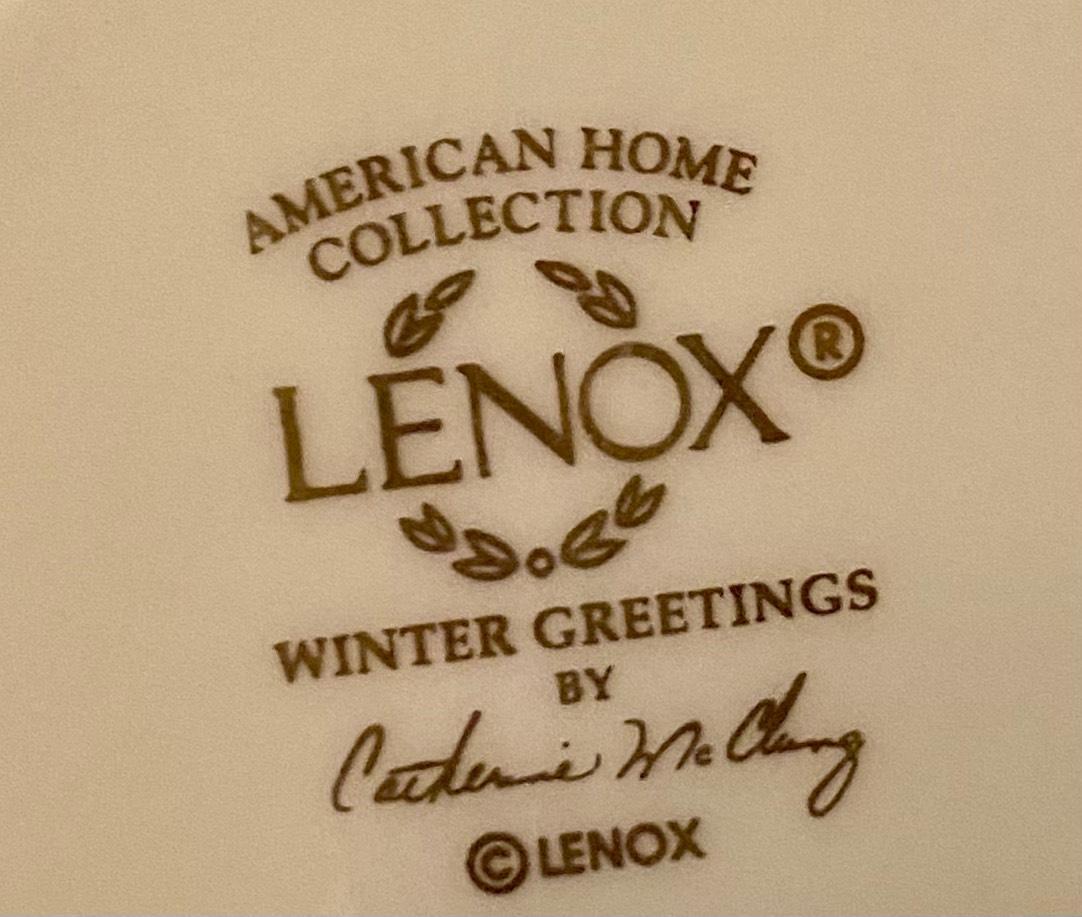 AMERICAN HOME
COLLECTION
LENOX®
WINTER GREETINGS
BY
Catherine McClung
© LENOX